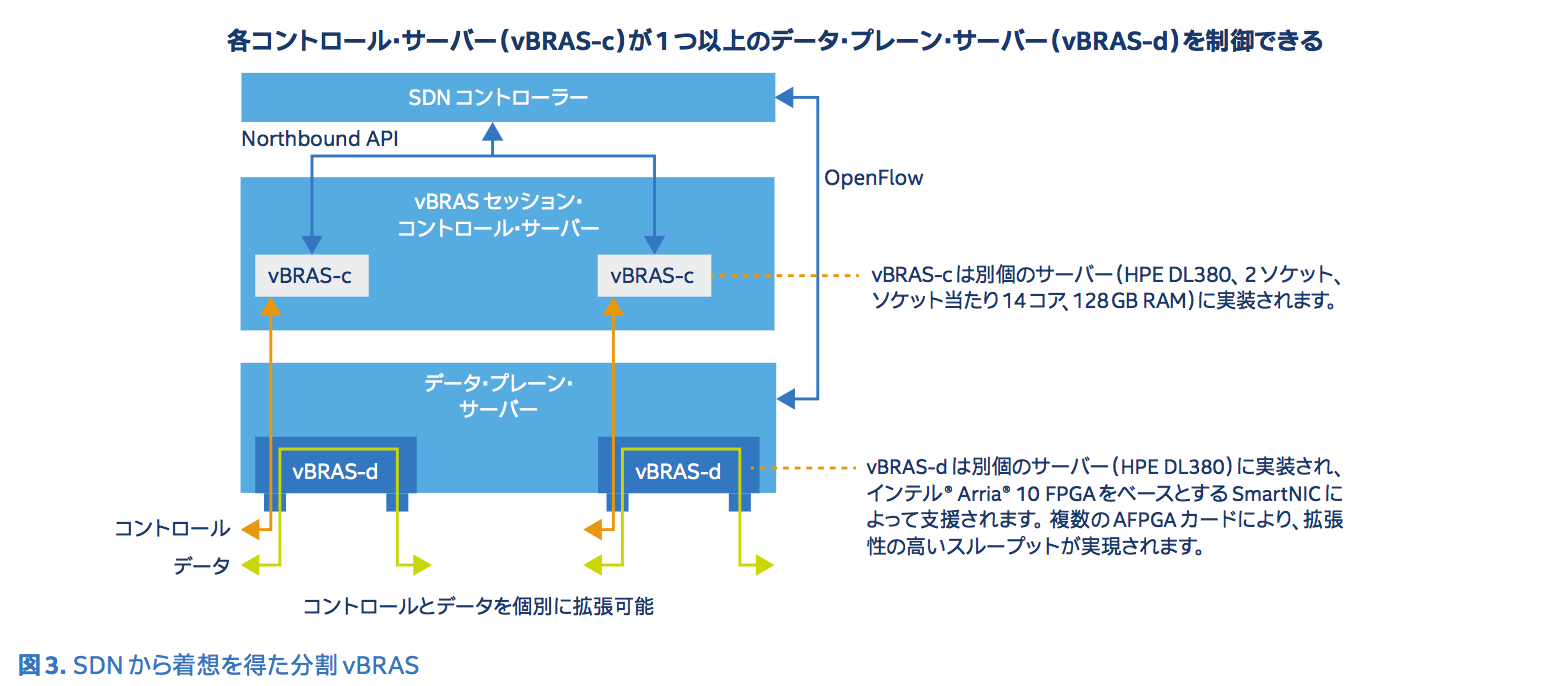 各コントロール・サーバー（vBRAS-c）が1つ以上のデータ・プレーン・サーバー（vBRAS-d）を制御できる
SDN コントローラー
Northbound API
OpenFlow
vBRAS セッション・
コントロール・サーバー
vBRAS-c
vBRAS-c
vBRAS-c は別個のサーバー（HPE DL380、2 ソケット、
ソケット当たり 14 コア、128 GB RAM）に実装されます。
データ・プレーン・
サーバー
vBRAS-d
vBRAS-d
vBRAS-d は別個のサーバー（HPE DL380）に実装され、
インテル® Arria® 10 FPGA をベースとする SmartNIC に
よって支援されます。複数の AFPGA カードにより、拡張
性の高いスループットが実現されます。
コントロール
データ
コントロールとデータを個別に拡張可能
図 3. SDN から着想を得た分割 vBRAS